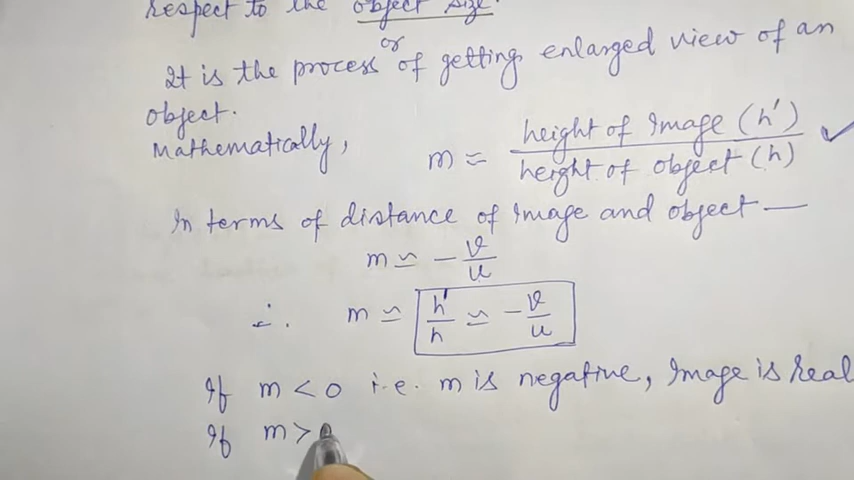 respect to the object size.
or
It is the process of getting enlarged view of an
object.
Mathematically,
m = height of Image (h') / height of object (h) ✓
In terms of distance of Image and object —
m = - v/u
∴ m = h'/h = - v/u
If m < 0 i.e. m is negative, Image is Real
If m >